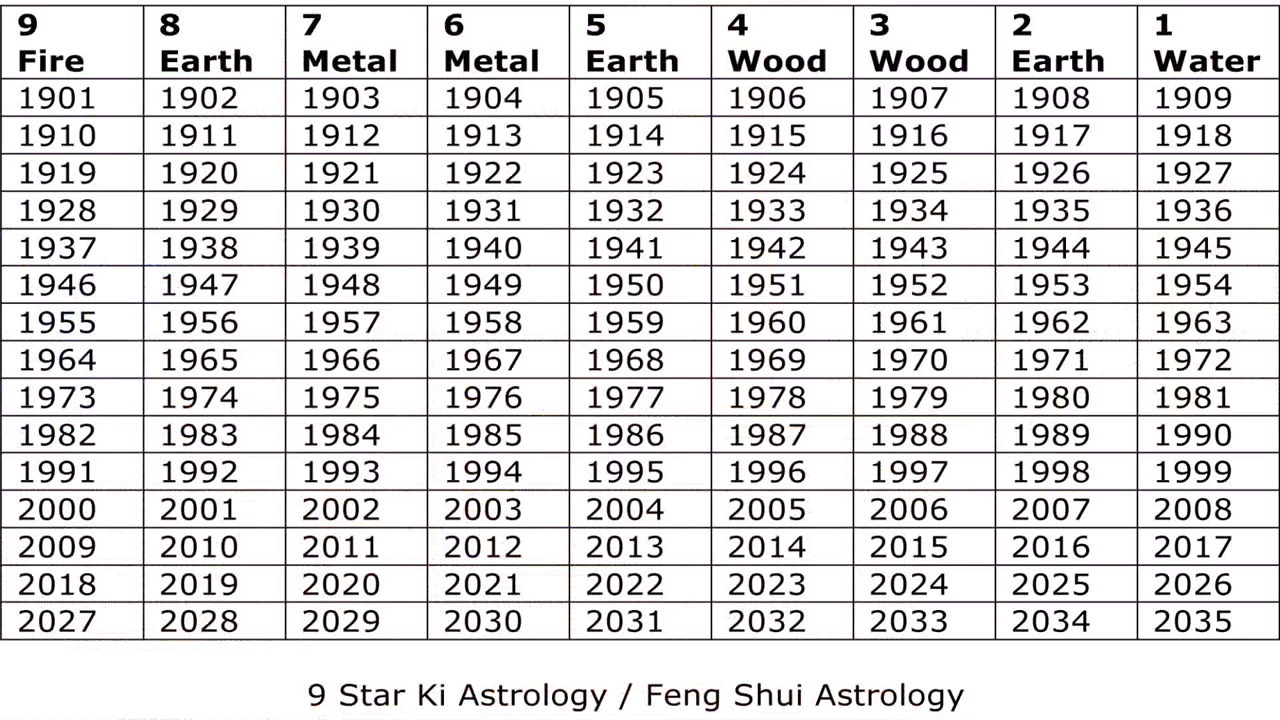 9 8 7 6 5 4 3 2 1
Fire Earth Metal Metal Earth Wood Wood Earth Water
1901 1902 1903 1904 1905 1906 1907 1908 1909
1910 1911 1912 1913 1914 1915 1916 1917 1918
1919 1920 1921 1922 1923 1924 1925 1926 1927
1928 1929 1930 1931 1932 1933 1934 1935 1936
1937 1938 1939 1940 1941 1942 1943 1944 1945
1946 1947 1948 1949 1950 1951 1952 1953 1954
1955 1956 1957 1958 1959 1960 1961 1962 1963
1964 1965 1966 1967 1968 1969 1970 1971 1972
1973 1974 1975 1976 1977 1978 1979 1980 1981
1982 1983 1984 1985 1986 1987 1988 1989 1990
1991 1992 1993 1994 1995 1996 1997 1998 1999
2000 2001 2002 2003 2004 2005 2006 2007 2008
2009 2010 2011 2012 2013 2014 2015 2016 2017
2018 2019 2020 2021 2022 2023 2024 2025 2026
2027 2028 2029 2030 2031 2032 2033 2034 2035
9 Star Ki Astrology / Feng Shui Astrology